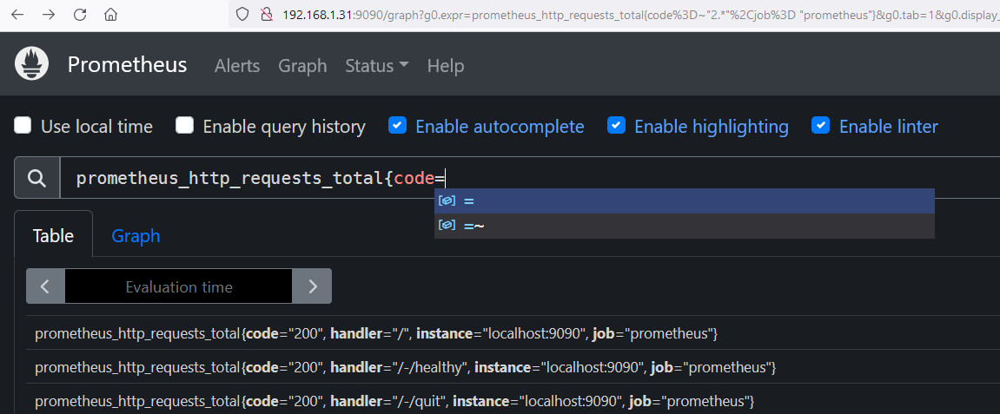 192.168.1.31:9090/graph?g0.expr=prometheus_http_requests_total{code%3D~"2.*"%2Cjob%3D "prometheus"}&g0.tab=1&g0.display_
Prometheus Alerts Graph Status Help
Use local time Enable query history Enable autocomplete Enable highlighting Enable linter
prometheus_http_requests_total{code=
=
=~
Table Graph
Evaluation time
prometheus_http_requests_total{code="200", handler="/", instance="localhost:9090", job="prometheus"}
prometheus_http_requests_total{code="200", handler="/-/healthy", instance="localhost:9090", job="prometheus"}
prometheus_http_requests_total{code="200", handler="/-/quit", instance="localhost:9090", job="prometheus"}